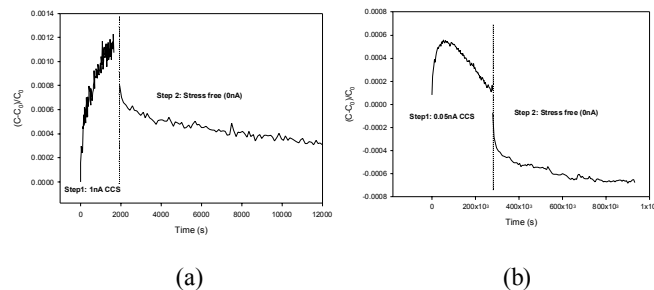 0.0014
0.0012
0.0010
0.0008
0.0006
0.0004
0.0002
0.0000
(C-C0)/C0
Step 2: Stress free (0nA)
Step1: 1nA CCS
0 2000 4000 6000 8000 10000 12000
Time (s)
(a)
0.0008
0.0006
0.0004
0.0002
0.0000
-0.0002
-0.0004
-0.0006
-0.0008
(C-C0)/C0
Step1: 0.05nA CCS
Step 2: Stress free (0nA)
0 200x10³ 400x10³ 600x10³ 800x10³
Time (s)
(b)